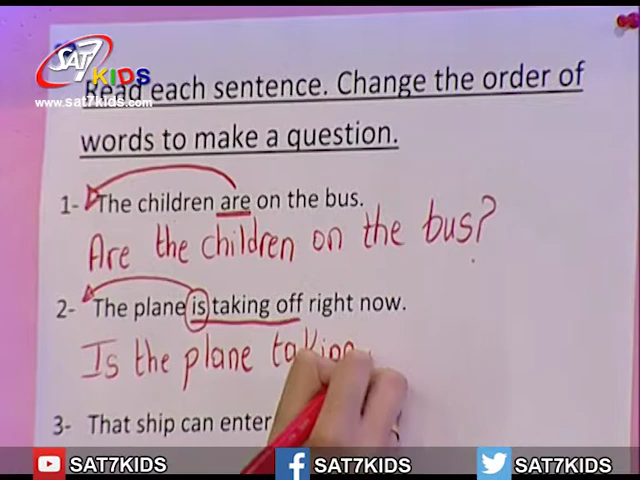 SAT7
KIDS
www.sat7kids.com
Read each sentence. Change the order of
words to make a question.
1- The children are on the bus.
Are the children on the bus?
2- The plane is taking off right now.
Is the plane taking
3- That ship can enter
SAT7KIDS SAT7KIDS SAT7KIDS